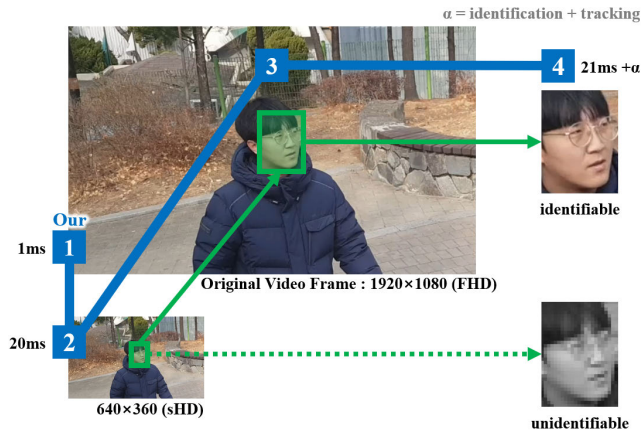 α = identification + tracking
3
4
21ms +α
identifiable
Our
1
1ms
Original Video Frame : 1920×1080 (FHD)
2
20ms
640×360 (sHD)
unidentifiable